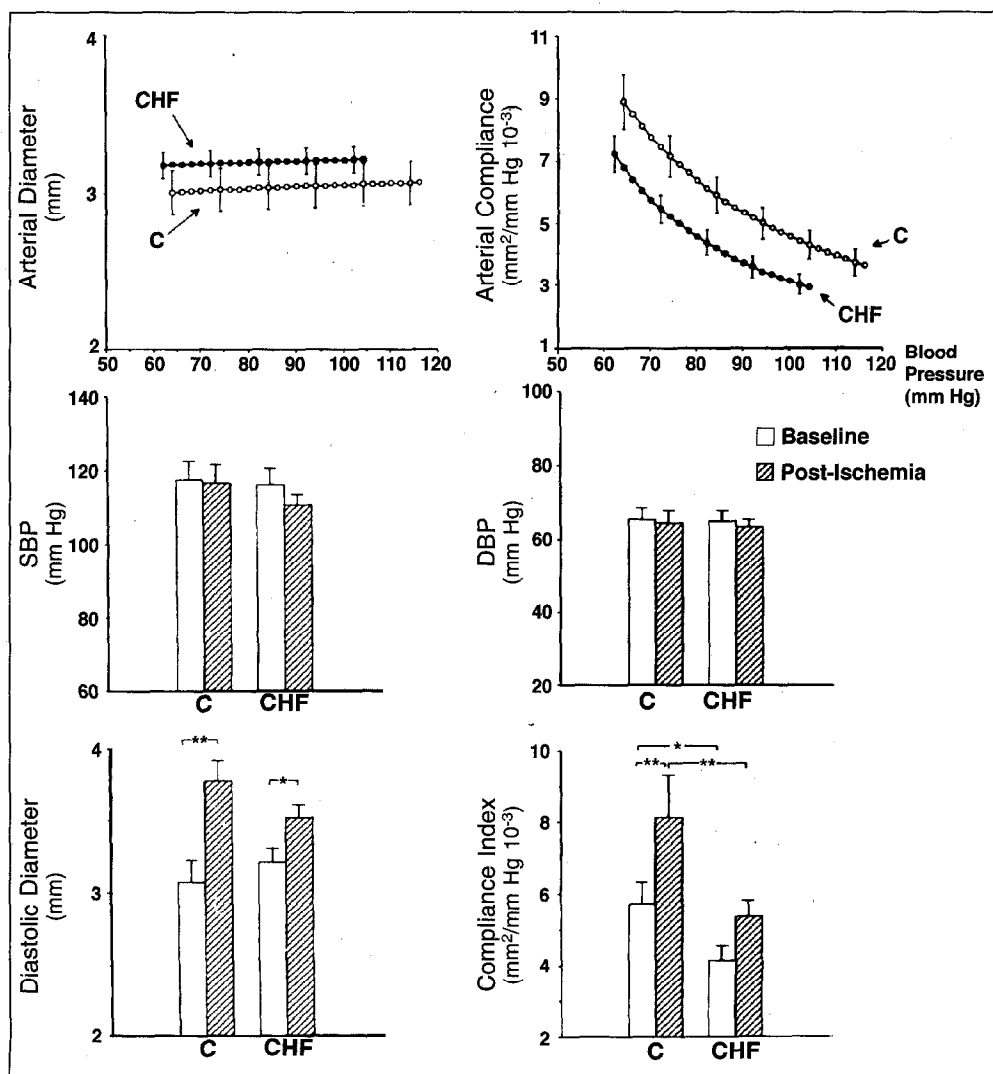 4
3
2
Arterial Diameter
(mm)
CHF
C
50 60 70 80 90 100 110 120
11
9
7
5
3
1
Arterial Compliance
(mm²/mm Hg 10⁻³)
C
CHF
50 60 70 80 90 100 110 120
Blood
Pressure
(mm Hg)
140
120
100
80
60
SBP
(mm Hg)
C CHF
100
80
60
40
20
DBP
(mm Hg)
Baseline
Post-Ischemia
C CHF
4
3
2
Diastolic Diameter
(mm)
**
*
C CHF
10
8
6
4
2
Compliance Index
(mm²/mm Hg 10⁻³)
*
** **
C CHF